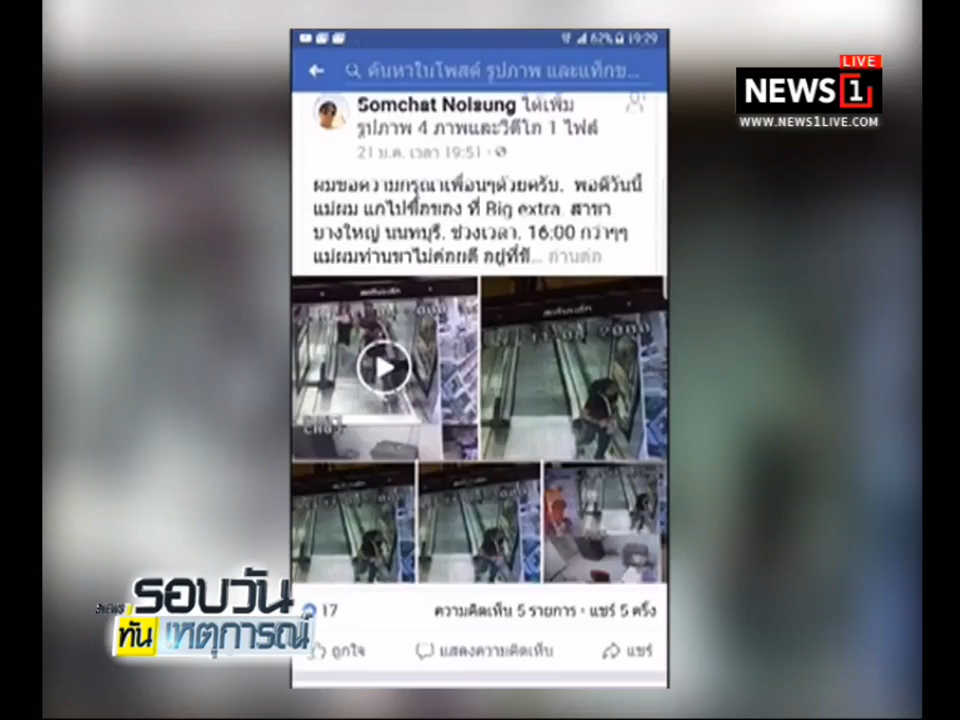 62% 19:29
ค้นหาในโพสต์ รูปภาพ และแท็กข...
LIVE
NEWS 1
WWW.NEWS1LIVE.COM
Somchat Nolsung ได้เพิ่ม
รูปภาพ 4 ภาพและวิดีโอ 1 ไฟล์
21 ม.ค. เวลา 19:51
ผมขอความกรุณาเพื่อนๆด้วยครับ. พอดีวันนี้
แม่ผม แกไปซื้อของ ที่ Big extra. สาขา
บางใหญ่ นนทบุรี. ช่วงเวลา. 16:00 กว่าๆๆ
แม่ผมท่านขาไม่ค่อยดี อยู่ที่ชั... อ่านต่อ
17
ความคิดเห็น 5 รายการ • แชร์ 5 ครั้ง
ถูกใจ แสดงความคิดเห็น แชร์
NEWS 1 รอบวัน
ทัน เหตุการณ์